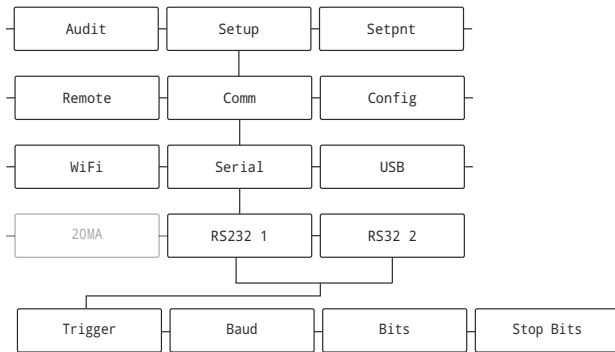 Audit Setup Setpnt
Remote Comm Config
WiFi Serial USB
20MA RS232 1 RS32 2
Trigger Baud Bits Stop Bits